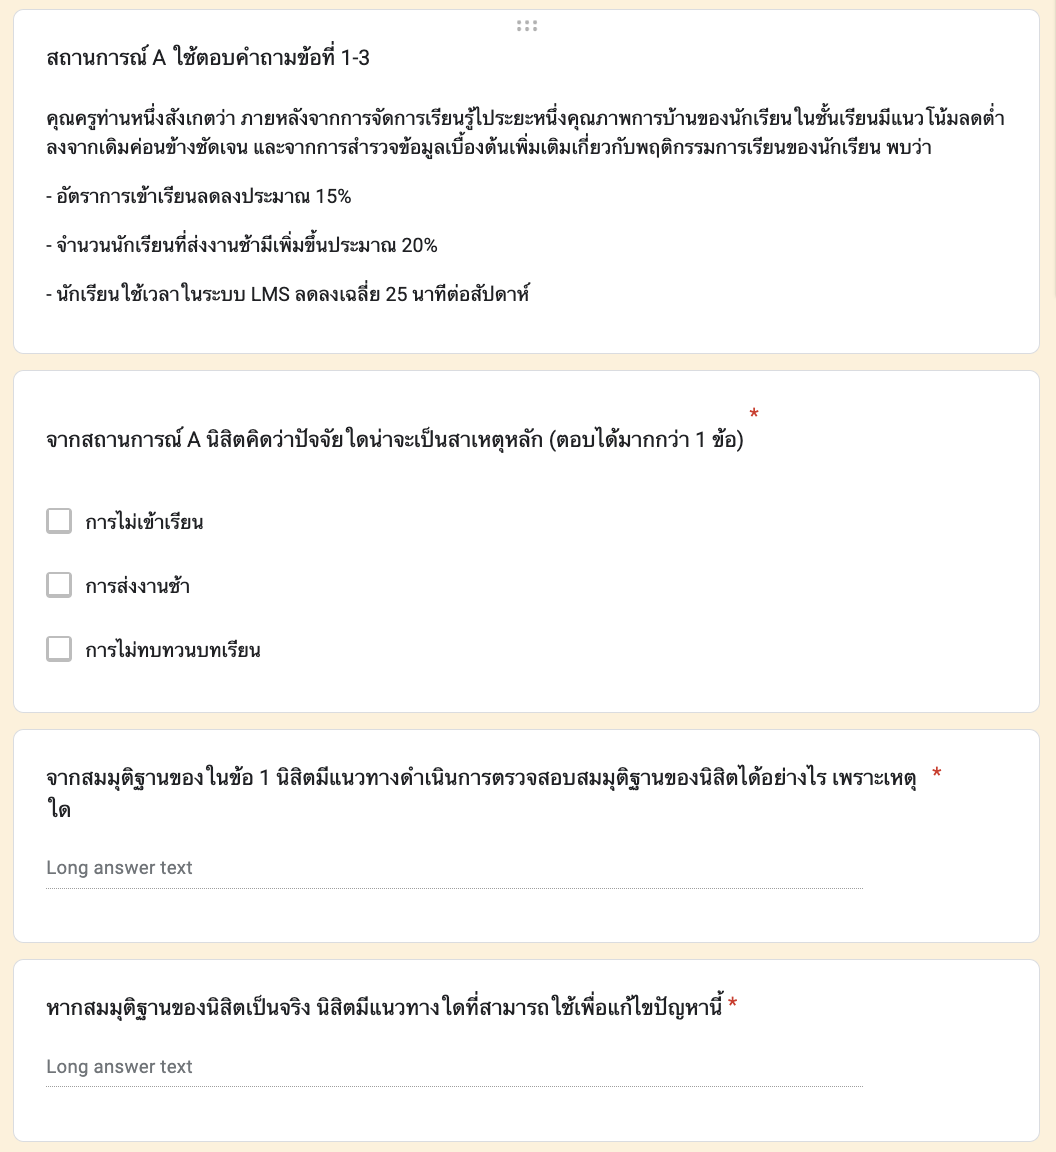 สถานการณ์ A ใช้ตอบคำถามข้อที่ 1-3
คุณครูท่านหนึ่งสังเกตว่า ภายหลังจากการจัดการเรียนรู้ไประยะหนึ่งคุณภาพการบ้านของนักเรียนในชั้นเรียนมีแนวโน้มลดต่ำ
ลงจากเดิมค่อนข้างชัดเจน และจากการสำรวจข้อมูลเบื้องต้นเพิ่มเติมเกี่ยวกับพฤติกรรมการเรียนของนักเรียน พบว่า
- อัตราการเข้าเรียนลดลงประมาณ 15%
- จำนวนนักเรียนที่ส่งงานช้ามีเพิ่มขึ้นประมาณ 20%
- นักเรียนใช้เวลาในระบบ LMS ลดลงเฉลี่ย 25 นาทีต่อสัปดาห์
จากสถานการณ์ A นิสิตคิดว่าปัจจัยใดน่าจะเป็นสาเหตุหลัก (ตอบได้มากกว่า 1 ข้อ) *
การไม่เข้าเรียน
การส่งงานช้า
การไม่ทบทวนบทเรียน
จากสมมุติฐานของในข้อ 1 นิสิตมีแนวทางดำเนินการตรวจสอบสมมุติฐานของนิสิตได้อย่างไร เพราะเหตุ *
ใด
Long answer text
หากสมมุติฐานของนิสิตเป็นจริง นิสิตมีแนวทางใดที่สามารถใช้เพื่อแก้ไขปัญหานี้ *
Long answer text